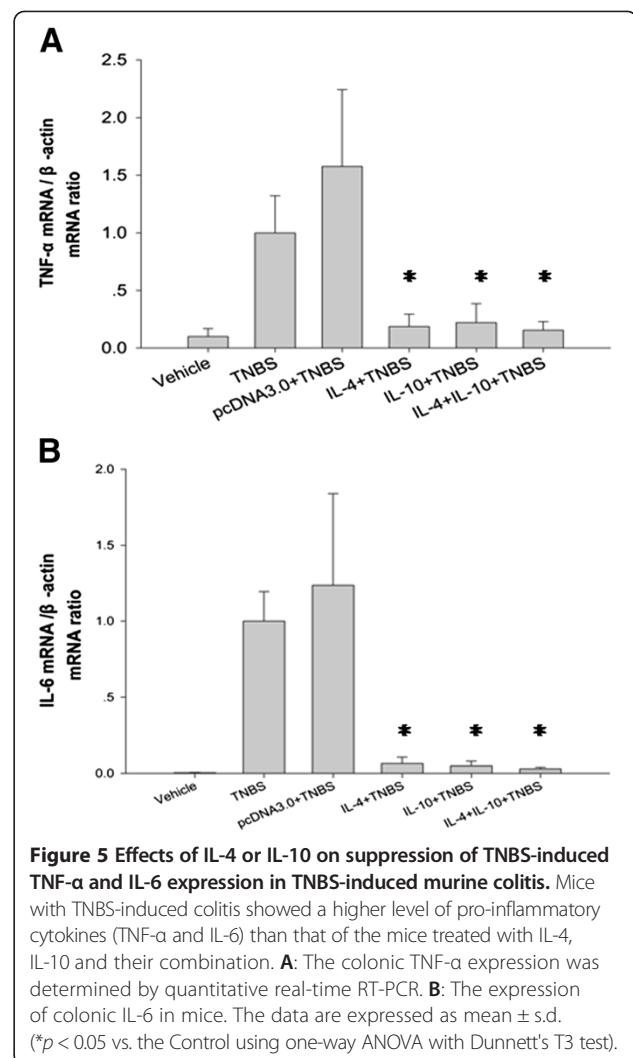 A
TNF-α mRNA / β -actin
mRNA ratio
2.5
2.0
1.5
1.0
.5
0.0
Vehicle
TNBS
pcDNA3.0+TNBS
IL-4+TNBS
IL-10+TNBS
IL-4+IL-10+TNBS
* * *
B
IL-6 mRNA /β -actin
mRNA ratio
2.0
1.5
1.0
.5
0.0
Vehicle
TNBS
pcDNA3.0+TNBS
IL-4+TNBS
IL-10+TNBS
IL-4+IL-10+TNBS
* * *
Figure 5 Effects of IL-4 or IL-10 on suppression of TNBS-induced
TNF-α and IL-6 expression in TNBS-induced murine colitis. Mice
with TNBS-induced colitis showed a higher level of pro-inflammatory
cytokines (TNF-α and IL-6) than that of the mice treated with IL-4,
IL-10 and their combination. A: The colonic TNF-α expression was
determined by quantitative real-time RT-PCR. B: The expression
of colonic IL-6 in mice. The data are expressed as mean ± s.d.
(*p < 0.05 vs. the Control using one-way ANOVA with Dunnett's T3 test).